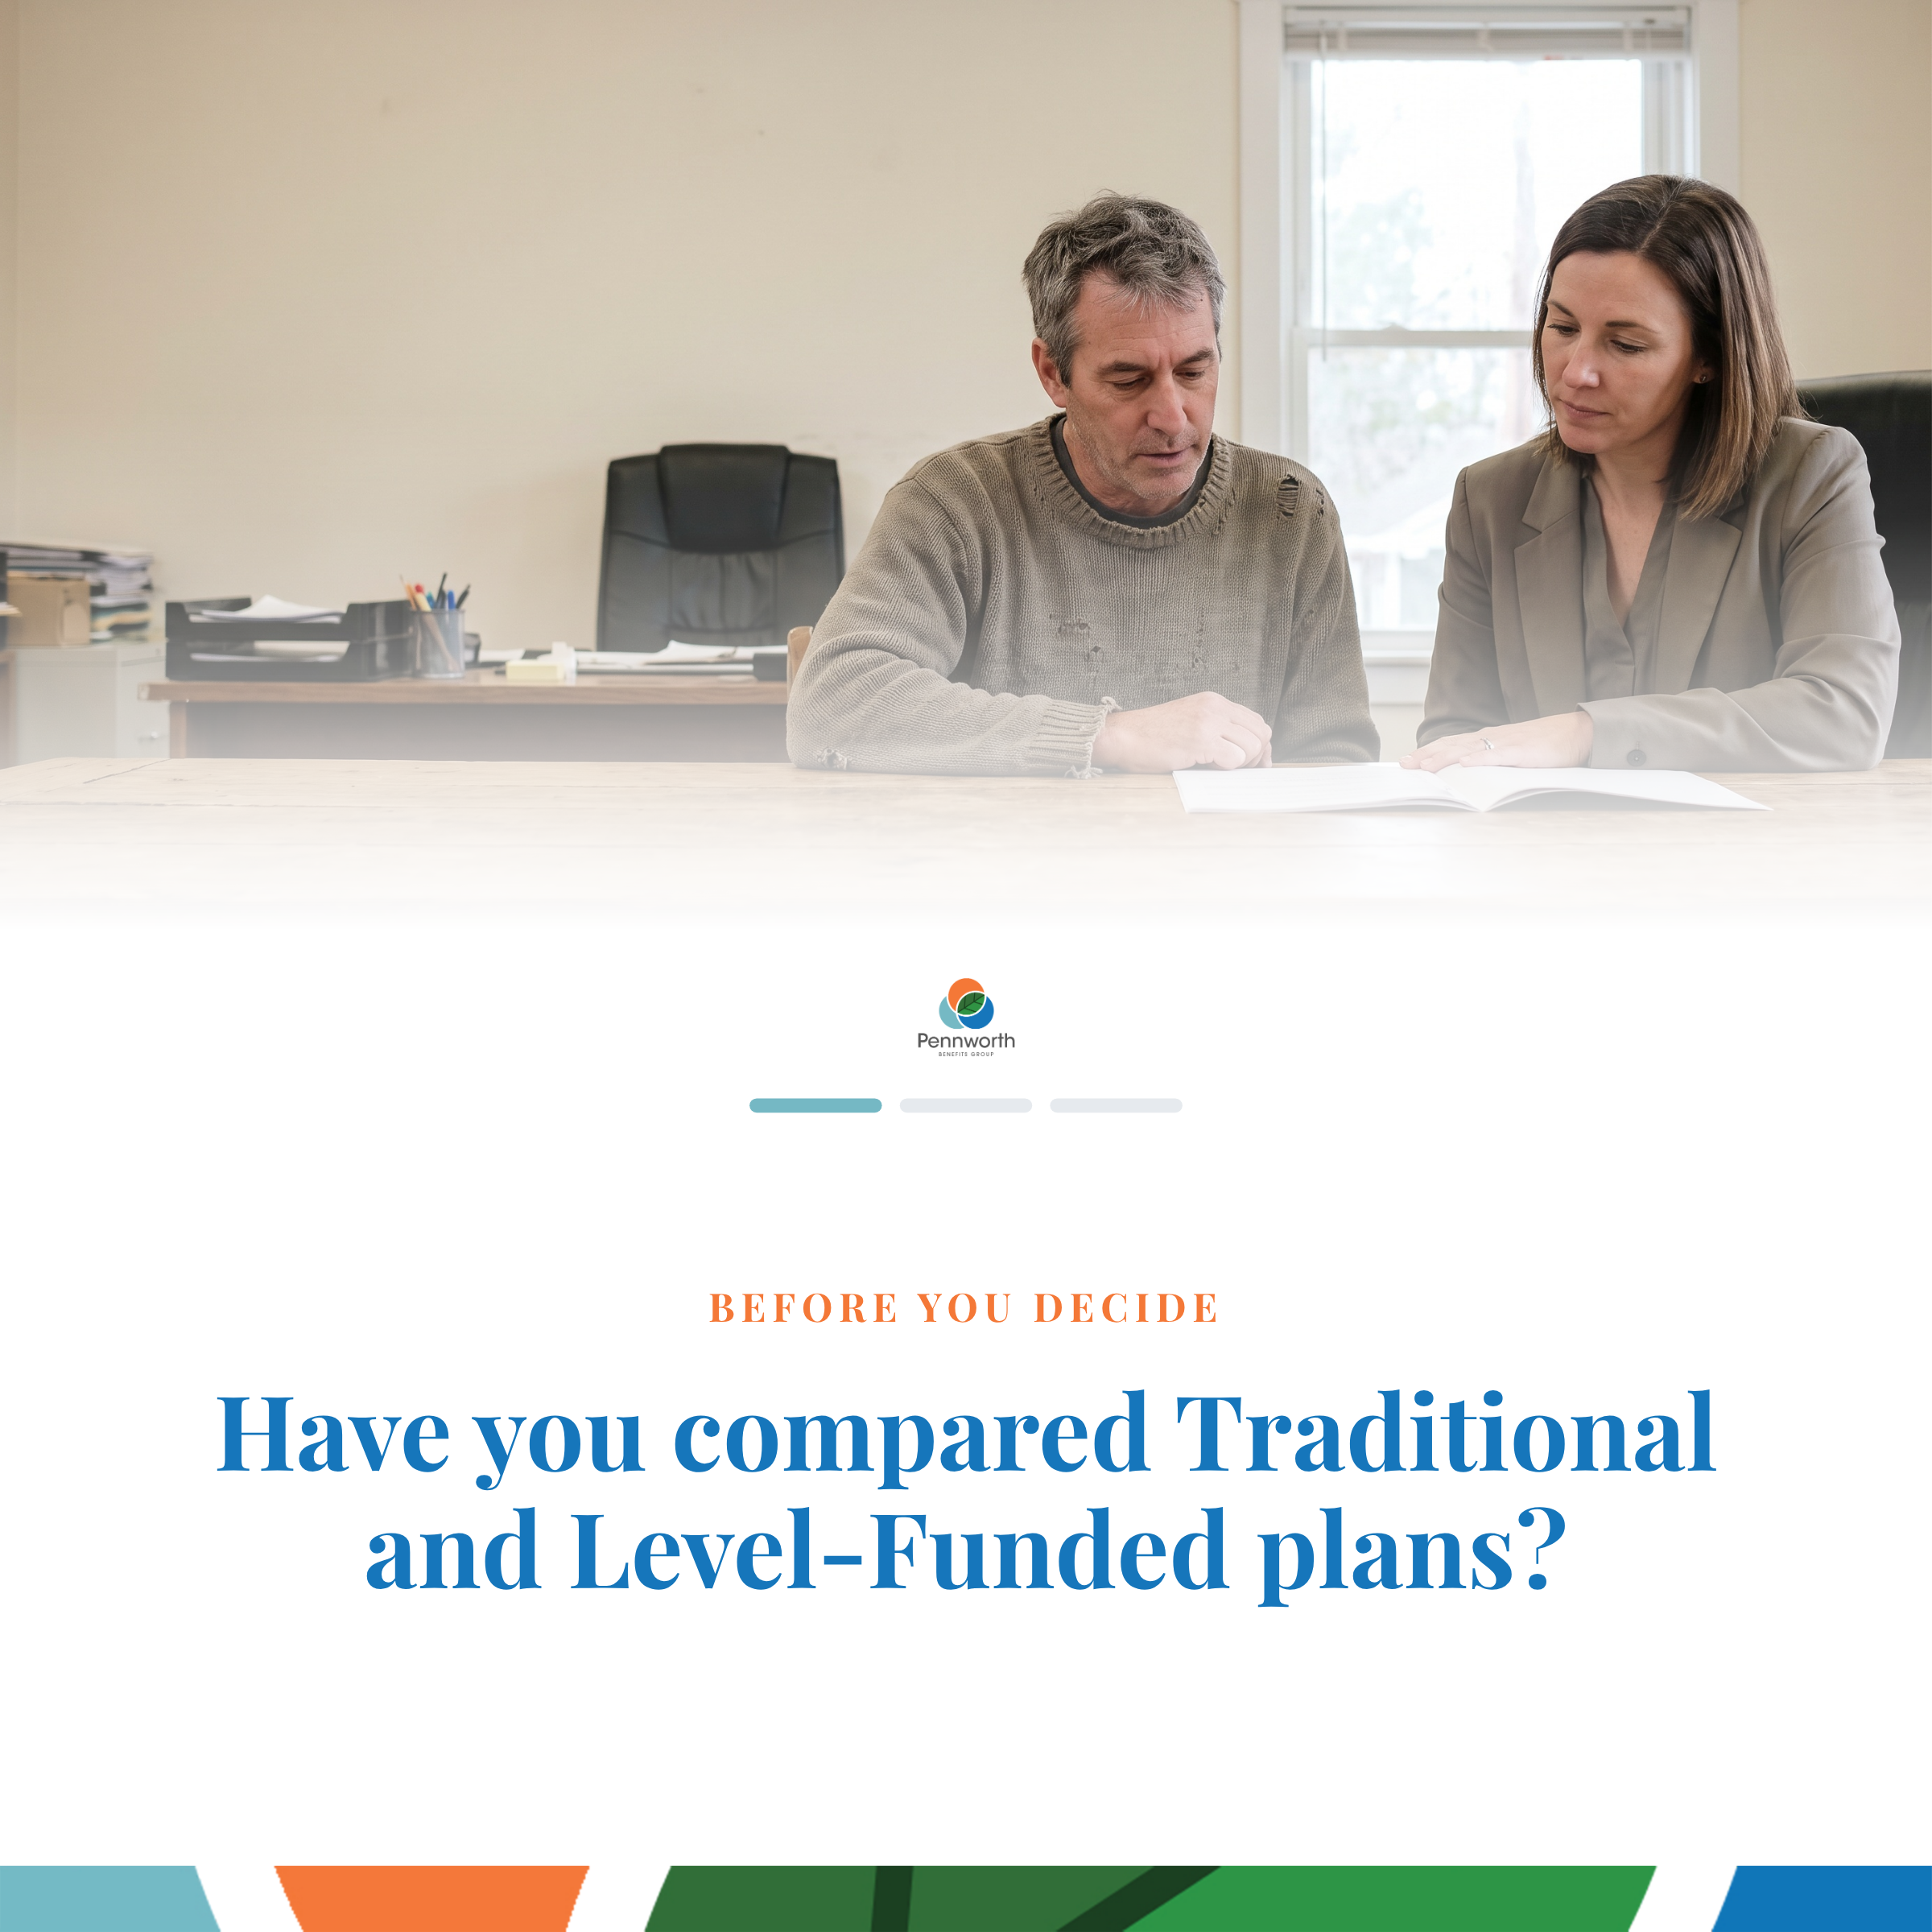 Pennworth
BENEFITS GROUP
BEFORE YOU DECIDE
Have you compared Traditional
and Level-Funded plans?